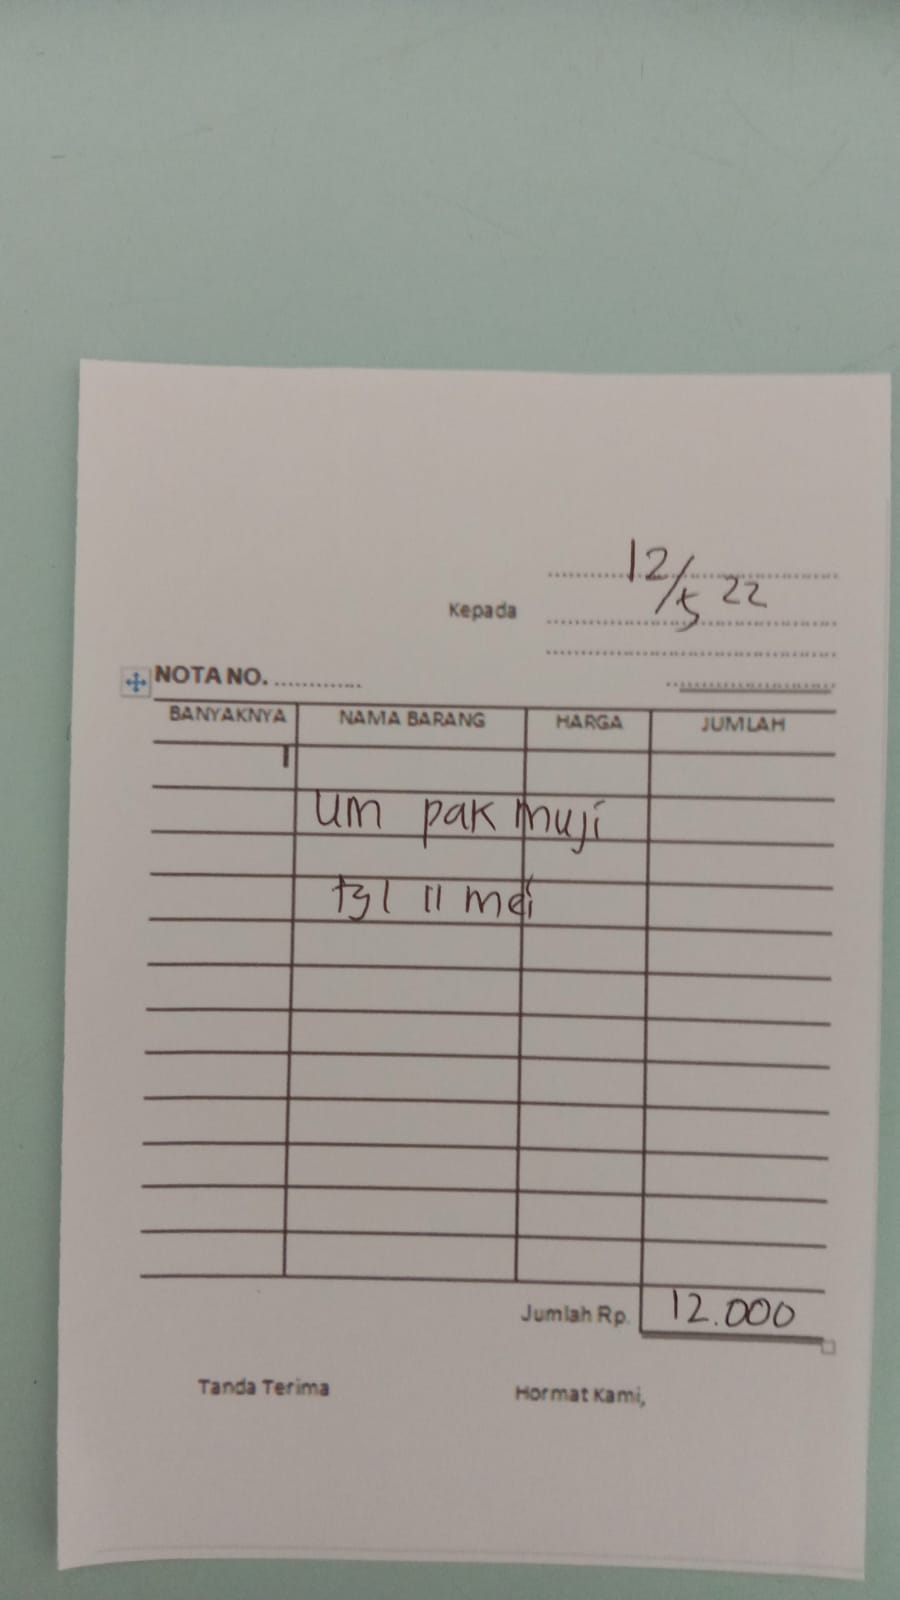 12/5 22
Kepada
NOTA NO. ............
BANYAKNYA NAMA BARANG HARGA JUMLAH
um pak muji
tgl 11 mei
Jumlah Rp. 12.000
Tanda Terima Hormat Kami,